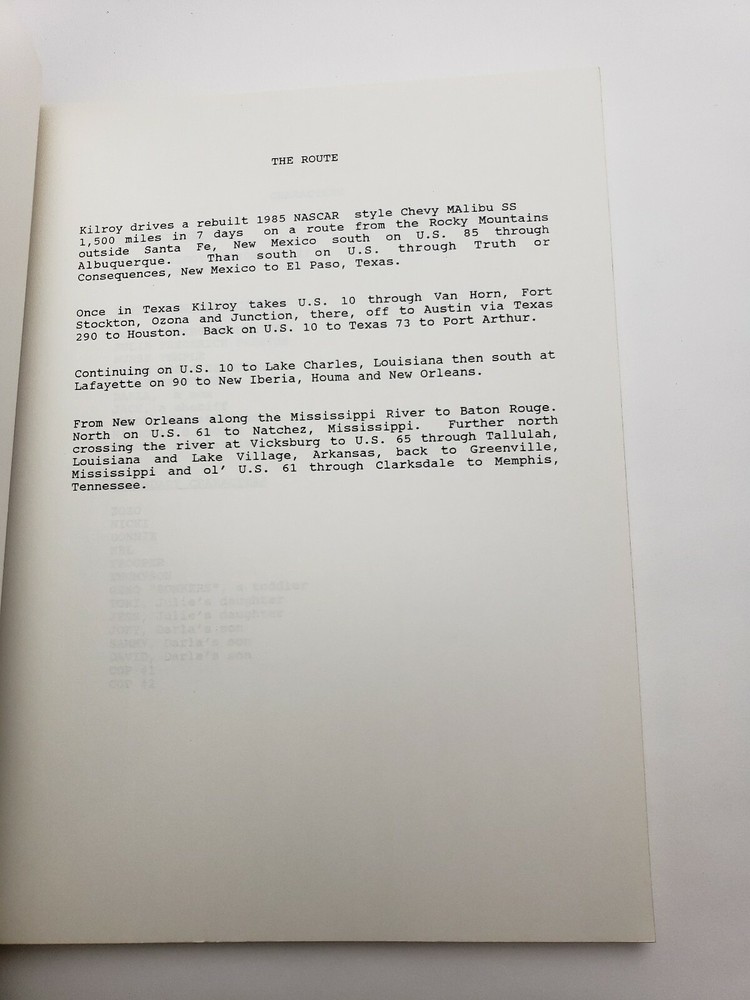 THE ROUTE
Kilroy drives a rebuilt 1985 NASCAR style Chevy MAlibu SS
1,500 miles in 7 days on a route from the Rocky Mountains
outside Santa Fe, New Mexico south on U.S. 85 through
Albuquerque. Than south on U.S. through Truth or
Consequences, New Mexico to El Paso, Texas.
Once in Texas Kilroy takes U.S. 10 through Van Horn, Fort
Stockton, Ozona and Junction, there, off to Austin via Texas
290 to Houston. Back on U.S. 10 to Texas 73 to Port Arthur.
Continuing on U.S. 10 to Lake Charles, Louisiana then south at
Lafayette on 90 to New Iberia, Houma and New Orleans.
From New Orleans along the Mississippi River to Baton Rouge.
North on U.S. 61 to Natchez, Mississippi. Further north
crossing the river at Vicksburg to U.S. 65 through Tallulah,
Louisiana and Lake Village, Arkansas, back to Greenville,
Mississippi and ol' U.S. 61 through Clarksdale to Memphis,
Tennessee.